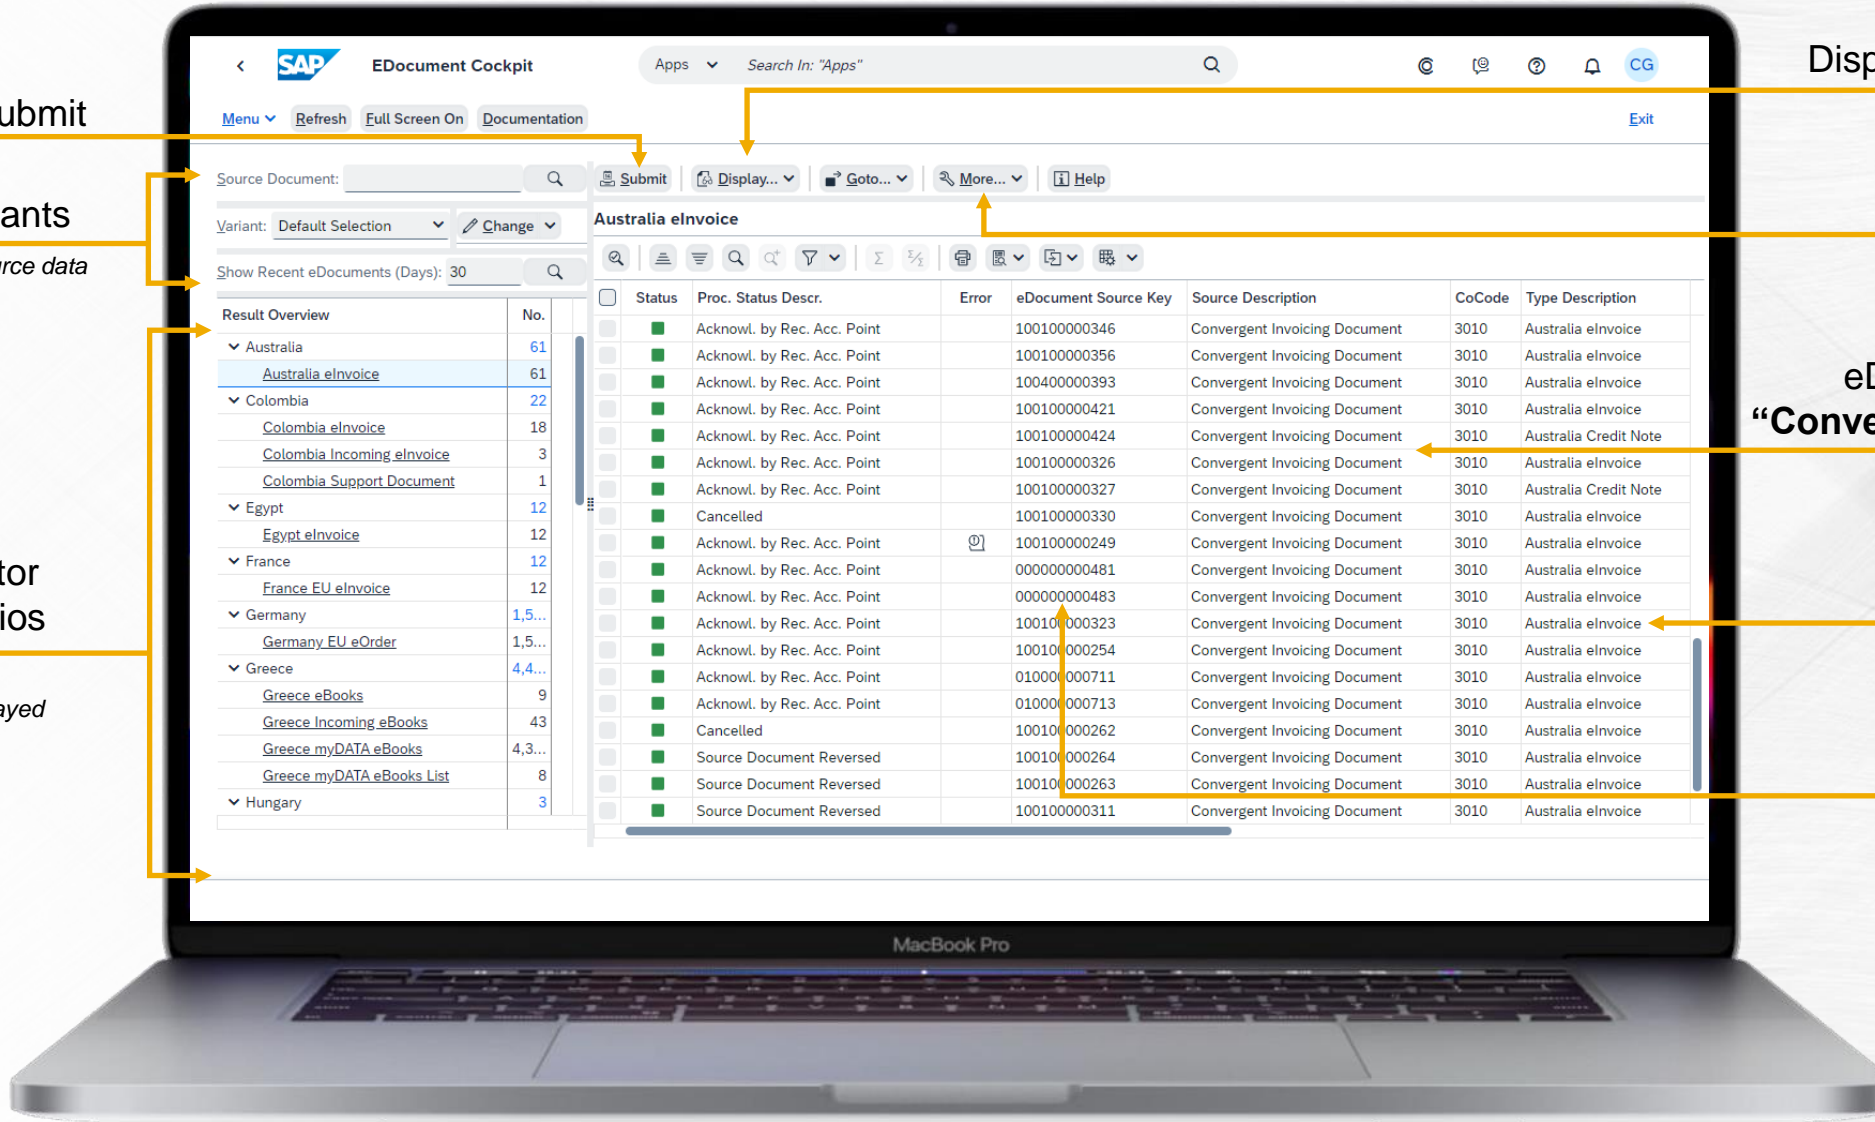 SAP
EDocument Cockpit
Apps
Search In: "Apps"
CG
Disp
ubmit
Menu
Refresh
Full Screen On
Documentation
Exit
Source Document:
Submit
Display...
Goto...
More...
Help
ants
Variant: Default Selection
Change
Australia eInvoice
urce data
Show Recent eDocuments (Days): 30
Result Overview No.
Australia 61
Australia eInvoice 61
Colombia 22
Colombia eInvoice 18
Colombia Incoming eInvoice 3
Colombia Support Document 1
Egypt 12
Egypt eInvoice 12
France 12
France EU eInvoice 12
Germany 1,5...
Germany EU eOrder 1,5...
Greece 4,4...
Greece eBooks 9
Greece Incoming eBooks 43
Greece myDATA eBooks 4,3...
Greece myDATA eBooks List 8
Hungary 3
Status Proc. Status Descr. Error eDocument Source Key Source Description CoCode Type Description
Acknowl. by Rec. Acc. Point 100100000346 Convergent Invoicing Document 3010 Australia eInvoice
Acknowl. by Rec. Acc. Point 100100000356 Convergent Invoicing Document 3010 Australia eInvoice
Acknowl. by Rec. Acc. Point 100400000393 Convergent Invoicing Document 3010 Australia eInvoice
Acknowl. by Rec. Acc. Point 100100000421 Convergent Invoicing Document 3010 Australia eInvoice
Acknowl. by Rec. Acc. Point 100100000424 Convergent Invoicing Document 3010 Australia Credit Note
Acknowl. by Rec. Acc. Point 100100000326 Convergent Invoicing Document 3010 Australia eInvoice
Acknowl. by Rec. Acc. Point 100100000327 Convergent Invoicing Document 3010 Australia Credit Note
Cancelled 100100000330 Convergent Invoicing Document 3010 Australia eInvoice
Acknowl. by Rec. Acc. Point 100100000249 Convergent Invoicing Document 3010 Australia eInvoice
Acknowl. by Rec. Acc. Point 000000000481 Convergent Invoicing Document 3010 Australia eInvoice
Acknowl. by Rec. Acc. Point 000000000483 Convergent Invoicing Document 3010 Australia eInvoice
Acknowl. by Rec. Acc. Point 100100000323 Convergent Invoicing Document 3010 Australia eInvoice
Acknowl. by Rec. Acc. Point 100100000254 Convergent Invoicing Document 3010 Australia eInvoice
Acknowl. by Rec. Acc. Point 010000000711 Convergent Invoicing Document 3010 Australia eInvoice
Acknowl. by Rec. Acc. Point 010000000713 Convergent Invoicing Document 3010 Australia eInvoice
Cancelled 100100000262 Convergent Invoicing Document 3010 Australia eInvoice
Source Document Reversed 100100000264 Convergent Invoicing Document 3010 Australia eInvoice
Source Document Reversed 100100000263 Convergent Invoicing Document 3010 Australia eInvoice
Source Document Reversed 100100000311 Convergent Invoicing Document 3010 Australia eInvoice
eD
“Conve
tor
ios
ayed
MacBook Pro